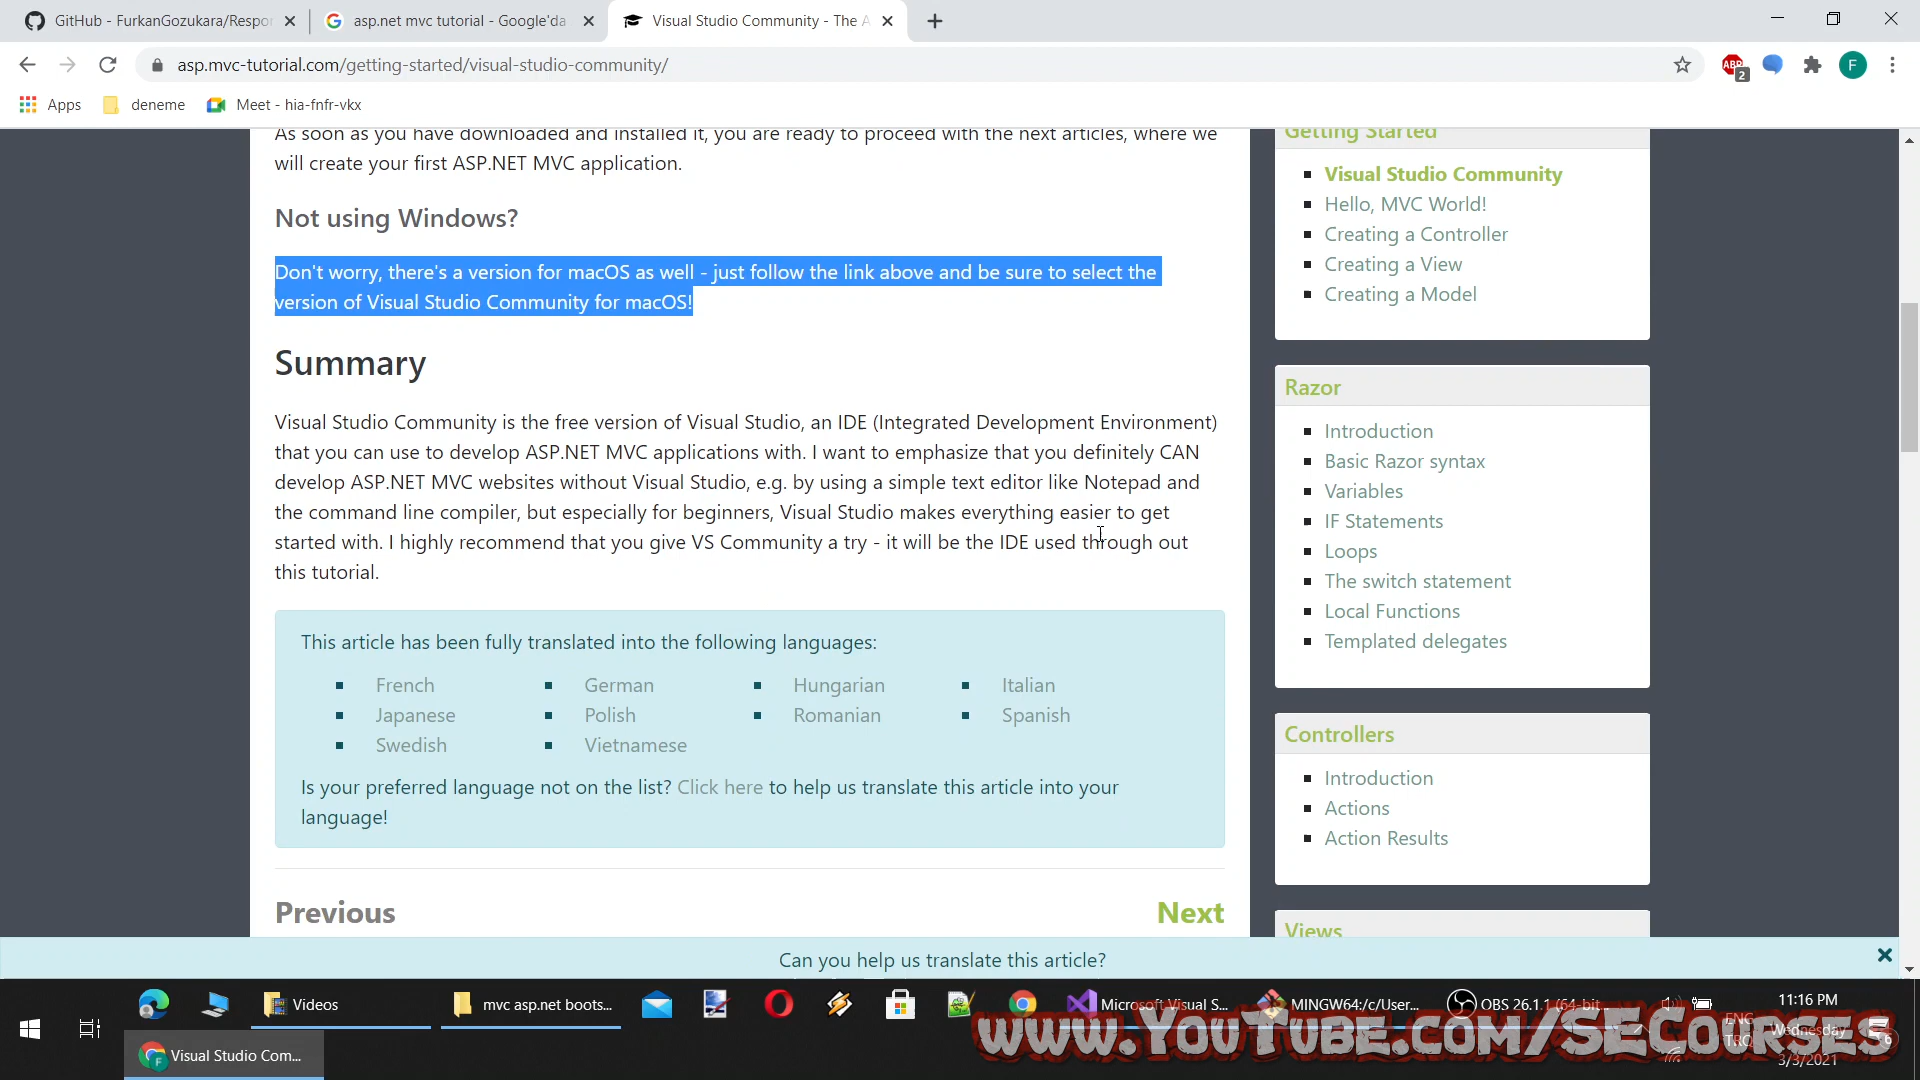 GitHub - FurkanGozukara/Respo
asp.net mvc tutorial - Google'da
Visual Studio Community - The A
asp.mvc-tutorial.com/getting-started/visual-studio-community/
ABP
2
F
Apps
deneme
Meet - hia-fnfr-vkx
As soon as you have downloaded and installed it, you are ready to proceed with the next articles, where we
will create your first ASP.NET MVC application.
Not using Windows?
Don't worry, there's a version for macOS as well - just follow the link above and be sure to select the
version of Visual Studio Community for macOS!
Summary
Visual Studio Community is the free version of Visual Studio, an IDE (Integrated Development Environment)
that you can use to develop ASP.NET MVC applications with. I want to emphasize that you definitely CAN
develop ASP.NET MVC websites without Visual Studio, e.g. by using a simple text editor like Notepad and
the command line compiler, but especially for beginners, Visual Studio makes everything easier to get
started with. I highly recommend that you give VS Community a try - it will be the IDE used through out
this tutorial.
This article has been fully translated into the following languages:
French
German
Hungarian
Italian
Japanese
Polish
Romanian
Spanish
Swedish
Vietnamese
Is your preferred language not on the list? Click here to help us translate this article into your
language!
Previous
Next
Getting Started
Visual Studio Community
Hello, MVC World!
Creating a Controller
Creating a View
Creating a Model
Razor
Introduction
Basic Razor syntax
Variables
IF Statements
Loops
The switch statement
Local Functions
Templated delegates
Controllers
Introduction
Actions
Action Results
Views
Can you help us translate this article?
Videos
mvc asp.net boots...
Microsoft Visual S...
MINGW64:/c/User...
OBS 26.1.1 (64-bit...
11:16 PM
ENG
Wednesday
3/3/2021
Visual Studio Com...
www.YouTube.com/SECourses